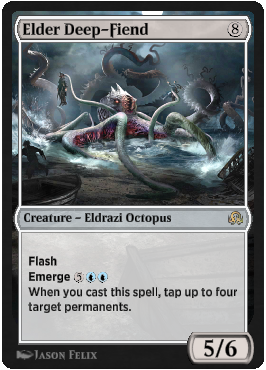 Elder Deep-Fiend 8
Creature – Eldrazi Octopus
Flash
Emerge 5
When you cast this spell, tap up to four
target permanents.
5/6
Jason Felix